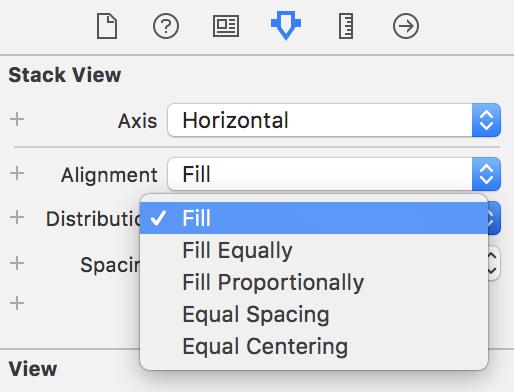 Stack View
Axis Horizontal
Alignment Fill
Distributio Fill
Fill Equally
Spacin Fill Proportionally
Equal Spacing
Equal Centering
View